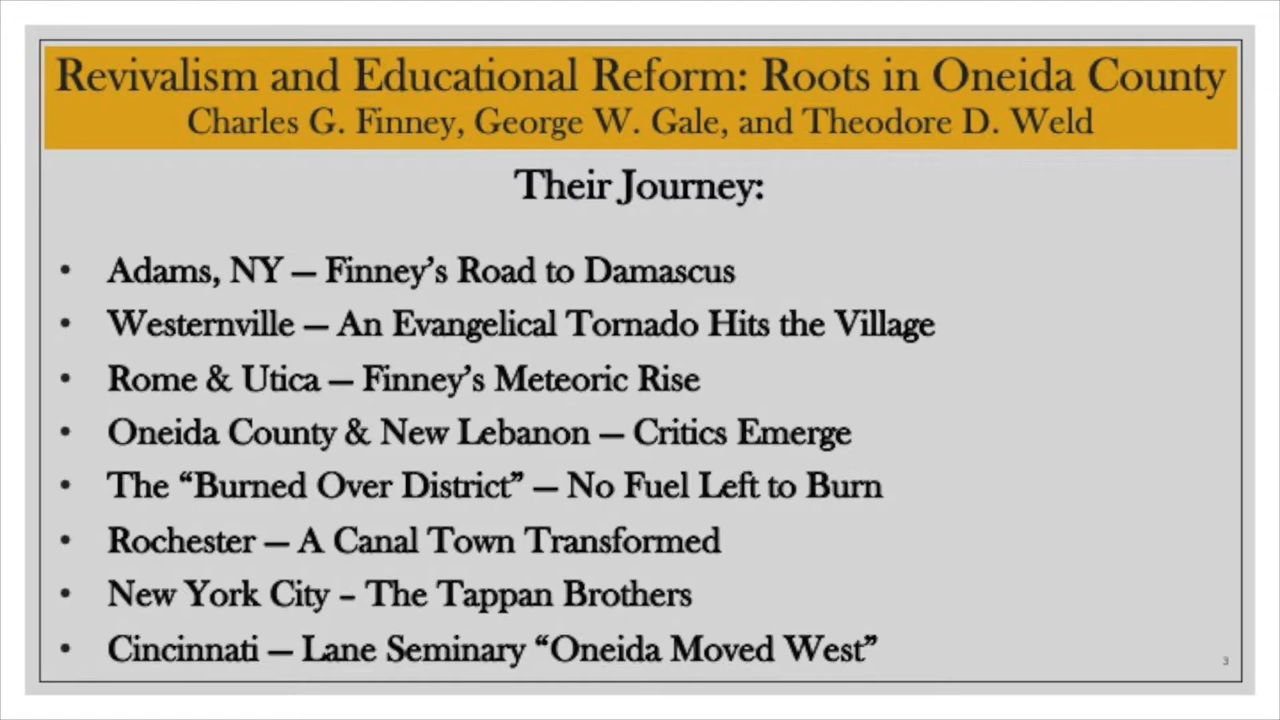 Revivalism and Educational Reform: Roots in Oneida County
Charles G. Finney, George W. Gale, and Theodore D. Weld
Their Journey:
• Adams, NY — Finney’s Road to Damascus
• Westernville — An Evangelical Tornado Hits the Village
• Rome & Utica — Finney’s Meteoric Rise
• Oneida County & New Lebanon — Critics Emerge
• The “Burned Over District” — No Fuel Left to Burn
• Rochester — A Canal Town Transformed
• New York City – The Tappan Brothers
• Cincinnati — Lane Seminary “Oneida Moved West”
3